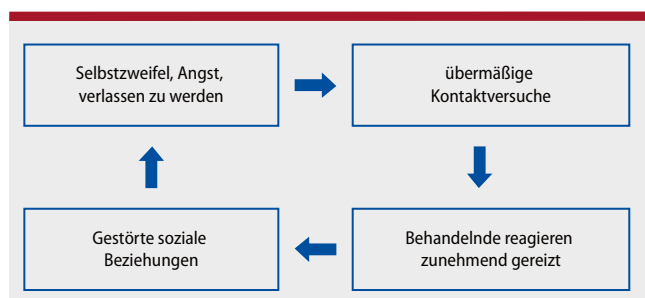 Selbstzweifel, Angst,
verlassen zu werden
übermäßige
Kontaktversuche
Gestörte soziale
Beziehungen
Behandelnde reagieren
zunehmend gereizt